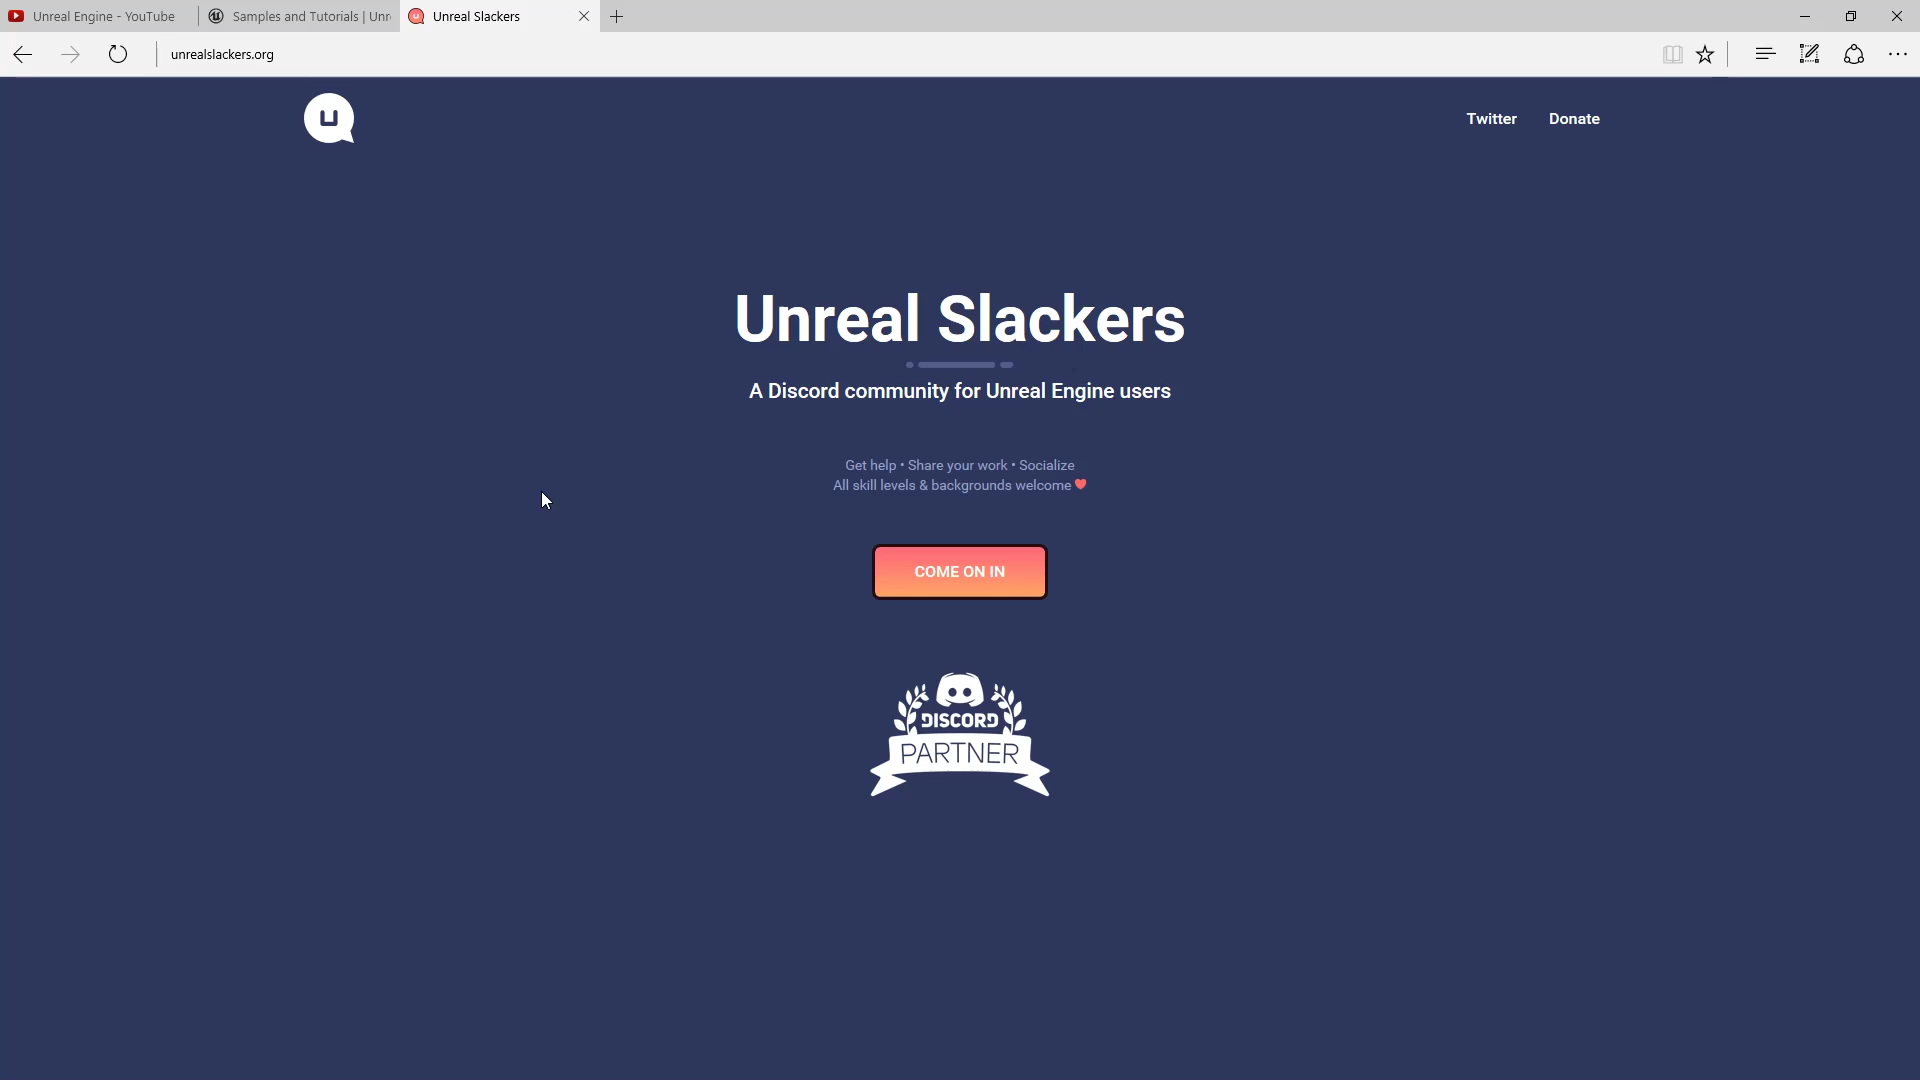 Unreal Engine - YouTube
Samples and Tutorials | Unr
Unreal Slackers
unrealslackers.org
Twitter
Donate
Unreal Slackers
A Discord community for Unreal Engine users
Get help • Share your work • Socialize
All skill levels & backgrounds welcome ❤
COME ON IN
DISCORD
PARTNER